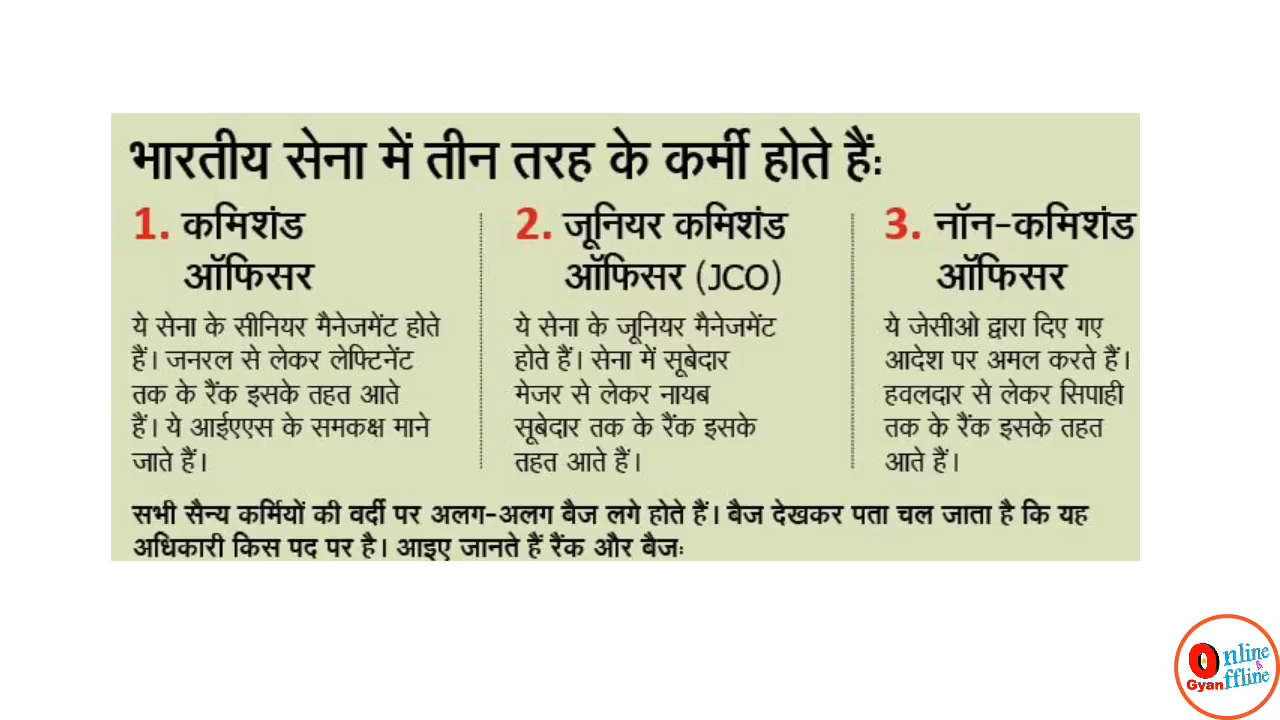 भारतीय सेना में तीन तरह के कर्मी होते हैं:
1. कमिशंड
ऑफिसर
ये सेना के सीनियर मैनेजमेंट होते
हैं। जनरल से लेकर लेफ्टिनेंट
तक के रैंक इसके तहत आते
हैं। ये आईएएस के समकक्ष माने
जाते हैं।
2. जूनियर कमिशंड
ऑफिसर (JCO)
ये सेना के जूनियर मैनेजमेंट
होते हैं। सेना में सूबेदार
मेजर से लेकर नायब
सूबेदार तक के रैंक इसके
तहत आते हैं।
3. नॉन-कमिशंड
ऑफिसर
ये जेसीओ द्वारा दिए गए
आदेश पर अमल करते हैं।
हवलदार से लेकर सिपाही
तक के रैंक इसके तहत
आते हैं।
सभी सैन्य कर्मियों की वर्दी पर अलग-अलग बैज लगे होते हैं। बैज देखकर पता चल जाता है कि यह
अधिकारी किस पद पर है। आइए जानते हैं रैंक और बैज:
Online
&
Gyan ffline